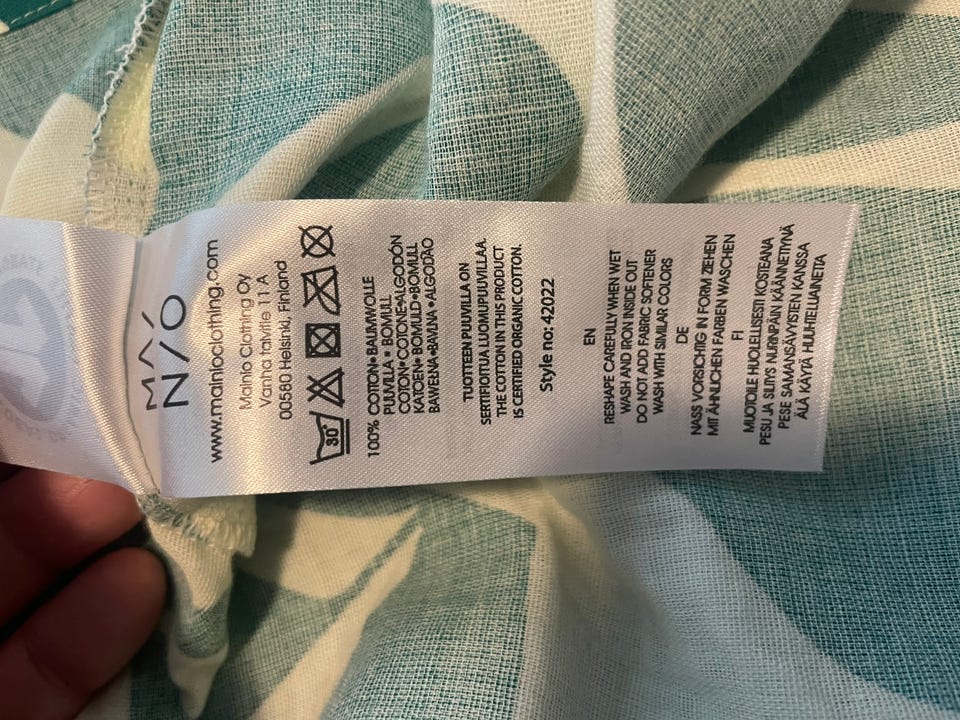 MAI
NIO
www.mainioclothing.com
Mainio Clothing Oy
Vanha talvitie 11 A
00580 Helsinki, Finland
30
100% COTTON•BAUMWOLLE
PUUVILLA•BOMULL
COTON•COTONE•ALGODÓN
KATOEN•BOMULD•BOMULL
BAWEŁNA•BAVLNA•ALGODÃO
TUOTTEEN PUUVILLA ON
SERTIFIOITUA LUOMUPUUVILLAA.
THE COTTON IN THIS PRODUCT
IS CERTIFIED ORGANIC COTTON.
Style no: 42022
EN
RESHAPE CAREFULLY WHEN WET
WASH AND IRON INSIDE OUT
DO NOT ADD FABRIC SOFTENER
WASH WITH SIMILAR COLORS
DE
NASS VORSICHTIG IN FORM ZIEHEN
MIT ÄHNLICHEN FARBEN WASCHEN
FI
MUOTOILE HUOLELLISESTI KOSTEANA
PESU JA SILITYS NURINPÄIN KÄÄNNETTYNÄ
PESE SAMANSÄVYISTEN KANSSA
ÄLÄ KÄYTÄ HUUHTELUAINETTA